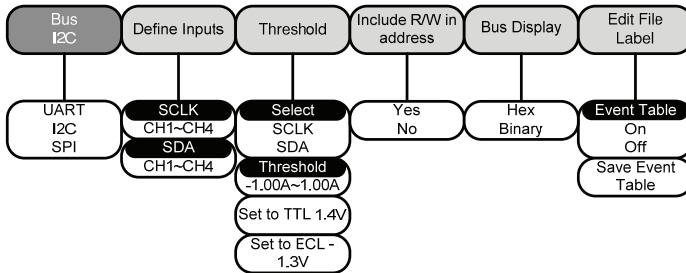 Bus
I2C
Define Inputs
Threshold
Include R/W in
address
Bus Display
Edit File
Label
UART
I2C
SPI
SCLK
CH1~CH4
SDA
CH1~CH4
Select
SCLK
SDA
Threshold
-1.00A~1.00A
Set to TTL 1.4V
Set to ECL -
1.3V
Yes
No
Hex
Binary
Event Table
On
Off
Save Event
Table